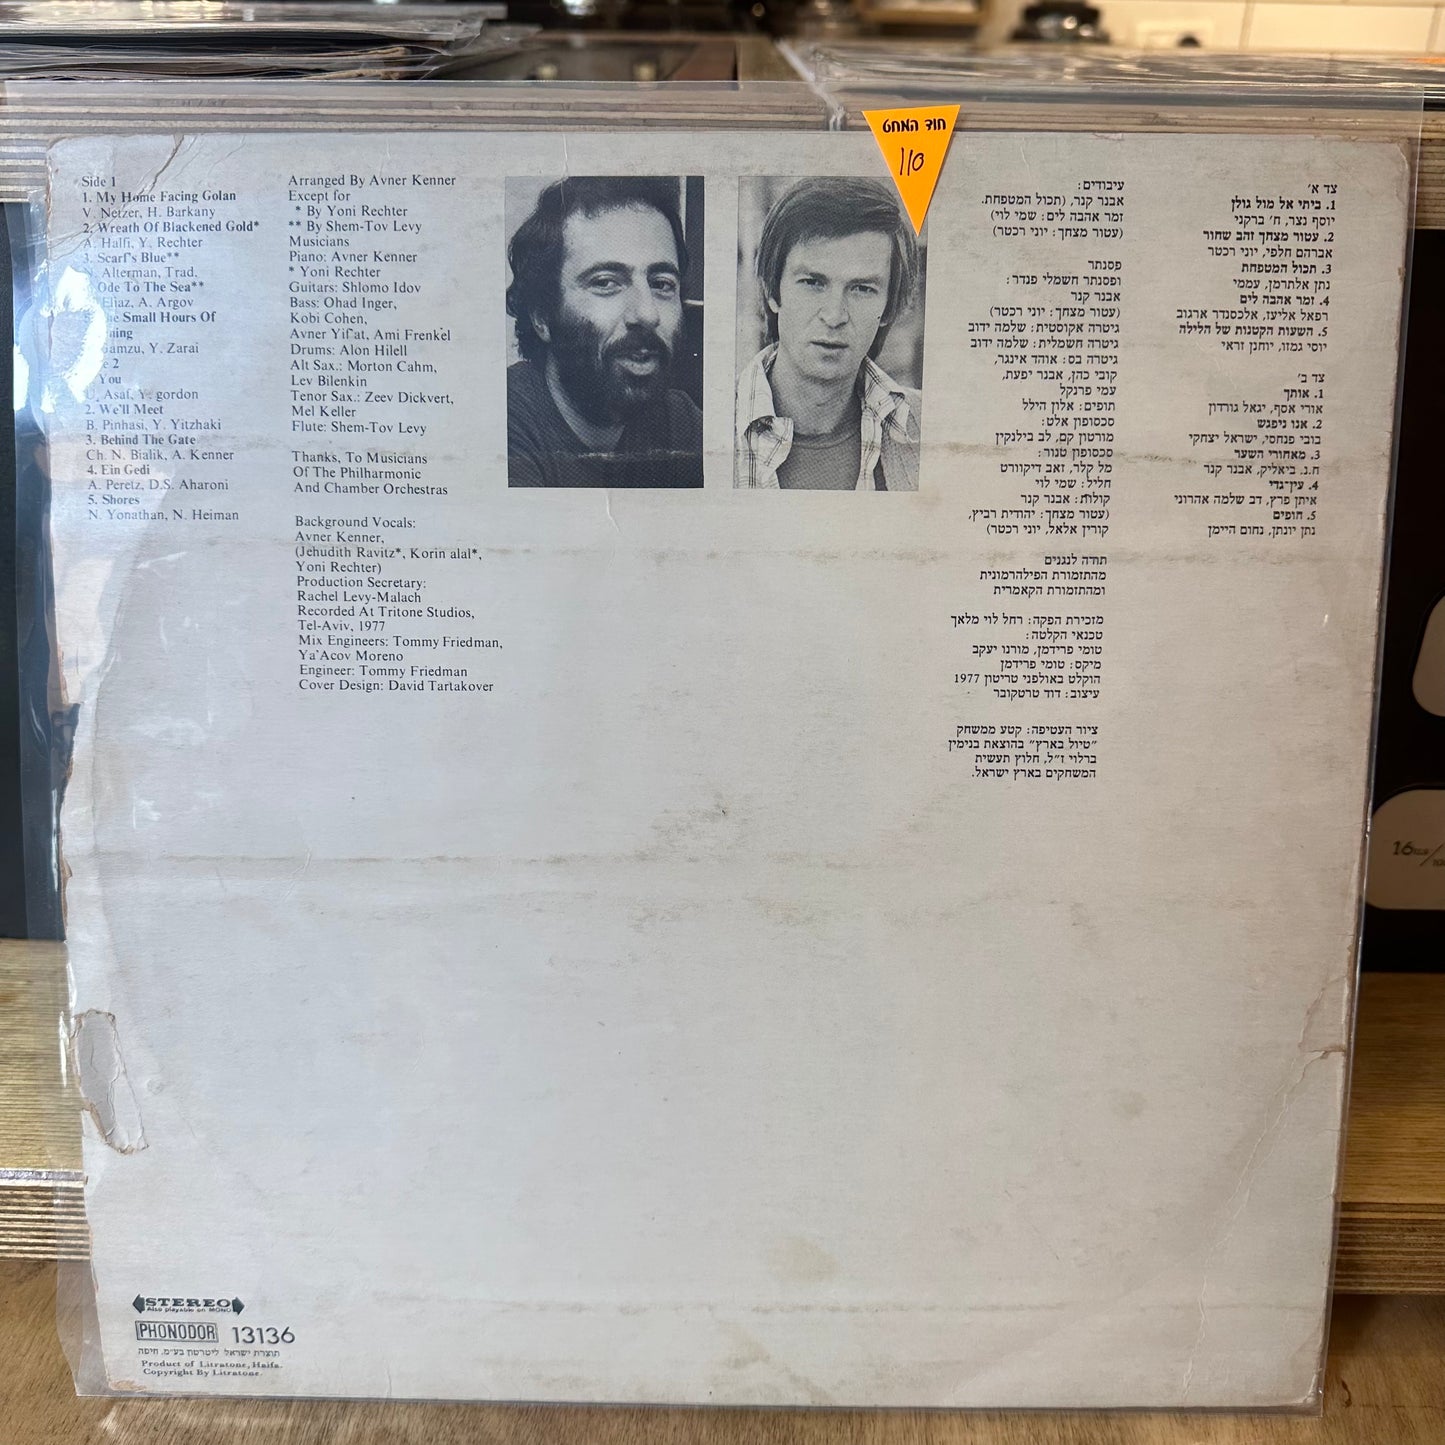 חוד המחט
110
Side 1
1. My Home Facing Golan
V. Netzer, H. Barkany
2. Wreath Of Blackened Gold*
A. Halfi, Y. Rechter
3. Scarf's Blue**
N. Alterman, Trad.
Ode To The Sea**
Eliaz, A. Argov
Small Hours Of
Y. Zarai
2
You
U. Asaf, Y. gordon
2. We'll Meet
B. Pinhasi, Y. Yitzhaki
3. Behind The Gate
Ch. N. Bialik, A. Kenner
4. Ein Gedi
A. Peretz, D.S. Aharoni
5. Shores
N. Yonathan, N. Heiman
Arranged By Avner Kenner
Except for
* By Yoni Rechter
** By Shem-Tov Levy
Musicians
Piano: Avner Kenner
* Yoni Rechter
Guitars: Shlomo Idov
Bass: Ohad Inger,
Kobi Cohen,
Avner Yif'at, Ami Frenkel
Drums: Alon Hilell
Alt Sax.: Morton Cahm,
Lev Bilenkin
Tenor Sax.: Zeev Dickvert,
Mel Keller
Flute: Shem-Tov Levy
Thanks, To Musicians
Of The Philharmonic
And Chamber Orchestras
Background Vocals:
Avner Kenner,
(Jehudith Ravitz*, Korin alal*,
Yoni Rechter)
Production Secretary:
Rachel Levy-Malach
Recorded At Tritone Studios,
Tel-Aviv, 1977
Mix Engineers: Tommy Friedman,
Ya'Acov Moreno
Engineer: Tommy Friedman
Cover Design: David Tartakover
עיבודים:
אבנר קנר, (תכול המטפחת.
זמר אהבה לים: שמי לוי)
(עטור מצחך: יוני רכטר)
פסנתר
ופסנתר חשמלי פנדר:
אבנר קנר
(עטור מצחך: יוני רכטר)
גיטרה אקוסטית: שלמה ידוב
גיטרה חשמלית: שלמה ידוב
גיטרה בס: אוהד אינגר,
קובי כהן, אבנר יפעת,
עמי פרנקל
תופים: אלון הילל
סכסופון אלט:
מורטון קם, לב בילנקין
סכסופון טנור:
מל קלר, זאב דיקוורט
חליל: שמי לוי
קולות: אבנר קנר
(עטור מצחך: יהודית רביץ,
קורין אלאל, יוני רכטר)
תודה לנגנים
מהתזמורת הפילהרמונית
ומהתזמורת הקאמרית
מזכירת הפקה: רחל לוי מלאך
טכנאי הקלטה:
טומי פרידמן, מורנו יעקב
מיקס: טומי פרידמן
הוקלט באולפני טריטון 1977
עיצוב: דוד טרטקובר
ציור העטיפה: קטע ממשחק
"טיול בארץ" בהוצאת בנימין
ברלוי ז"ל, חלוץ תעשית
המשחקים בארץ ישראל.
צד א'
1. ביתי אל מול גולן
יוסף נצר, ח' ברקני
2. עטור מצחך זהב שחור
אברהם חלפי, יוני רכטר
3. תכול המטפחת
נתן אלתרמן, עממי
4. זמר אהבה לים
רפאל אליעז, אלכסנדר ארגוב
5. השעות הקטנות של הלילה
יוסי גמזו, יוחנן זראי
צד ב'
1. אותך
אורי אסף, יגאל גורדון
2. אנו ניפגש
בובי פנחסי, ישראל יצחקי
3. מאחורי השער
ח.נ. ביאליק, אבנר קנר
4. עין-גדי
איתן פרץ, דב שלמה אהרוני
5. חופים
נתן יונתן, נחום היימן
STEREO
Also playable on MONO
PHONODOR 13136
תוצרת ישראל ליטרטון בע"מ, חיפה
Product of Litratone, Haifa.
Copyright By Litratone.
16